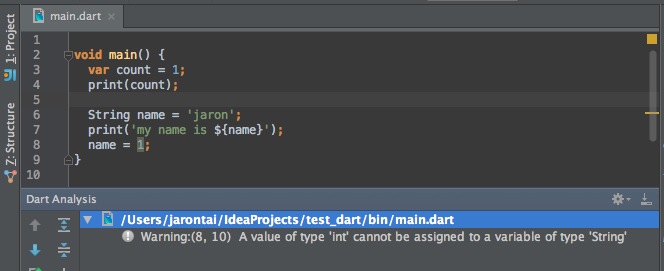 main.dart
1: Project
Z: Structure
1
2 void main() {
3 var count = 1;
4 print(count);
5
6 String name = 'jaron';
7 print('my name is ${name}');
8 name = 1;
9 }
10
Dart Analysis
/Users/jarontai/IdeaProjects/test_dart/bin/main.dart
Warning:(8, 10) A value of type 'int' cannot be assigned to a variable of type 'String'